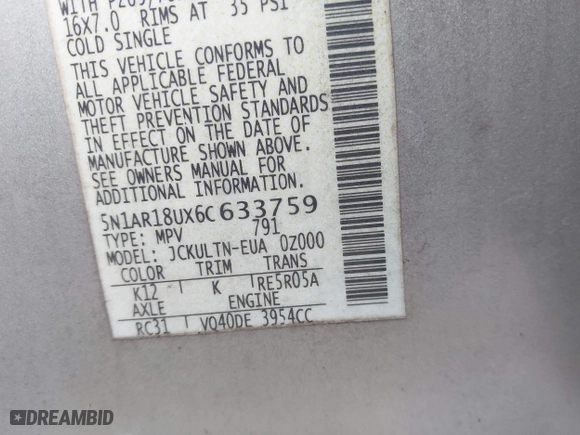 16X7.0 RIMS AT 35 PSI
COLD SINGLE
THIS VEHICLE CONFORMS TO
ALL APPLICABLE FEDERAL
MOTOR VEHICLE SAFETY AND
THEFT PREVENTION STANDARDS
IN EFFECT ON THE DATE OF
MANUFACTURE SHOWN ABOVE.
SEE OWNERS MANUAL FOR
ADDITIONAL INFORMATION.
5N1AR18UX6C633759
TYPE: MPV 791
MODEL: JCKULTN-EUA 0Z000
COLOR TRIM TRANS
K12 K RE5R05A
AXLE ENGINE
RC31 VQ40DE 3954CC
DREAMBID